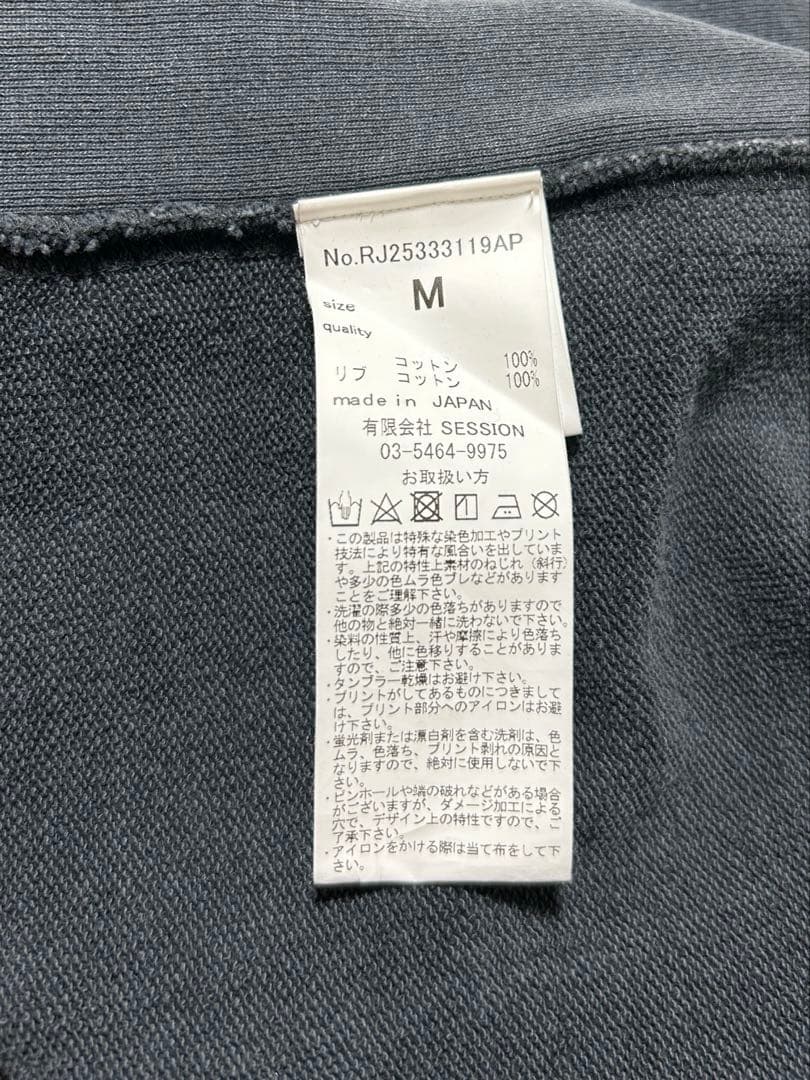 No.RJ25333119AP
size M
quality
コットン 100%
リブ コットン 100%
made in JAPAN
有限会社 SESSION
03-5464-9975
お取扱い方
・この製品は特殊な染色加工やプリント
技法により特有な風合いを出していま
す。上記の特性上素材のねじれ(斜行)
や多少の色ムラ色ブレなどがあります
ことをご理解下さい。
・洗濯の際多少の色落ちがありますので
他の物と絶対一緒に洗わないで下さい。
・染料の性質上、汗や摩擦により色落ち
したり、他に色移りすることがありま
すので、ご注意下さい。
・タンブラー乾燥はお避け下さい。
・プリントがしてあるものにつきまして
は、プリント部分へのアイロンはお避
け下さい。
・蛍光剤または漂白剤を含む洗剤は、色
ムラ、色落ち、プリント剥れの原因と
なりますので、絶対に使用しないで下
さい。
・ピンホールや端の破れなどがある場合
がございますが、ダメージ加工による
穴で、デザイン上の特性ですので、ご
了承下さい。
・アイロンをかける際は当て布をして下
さい。